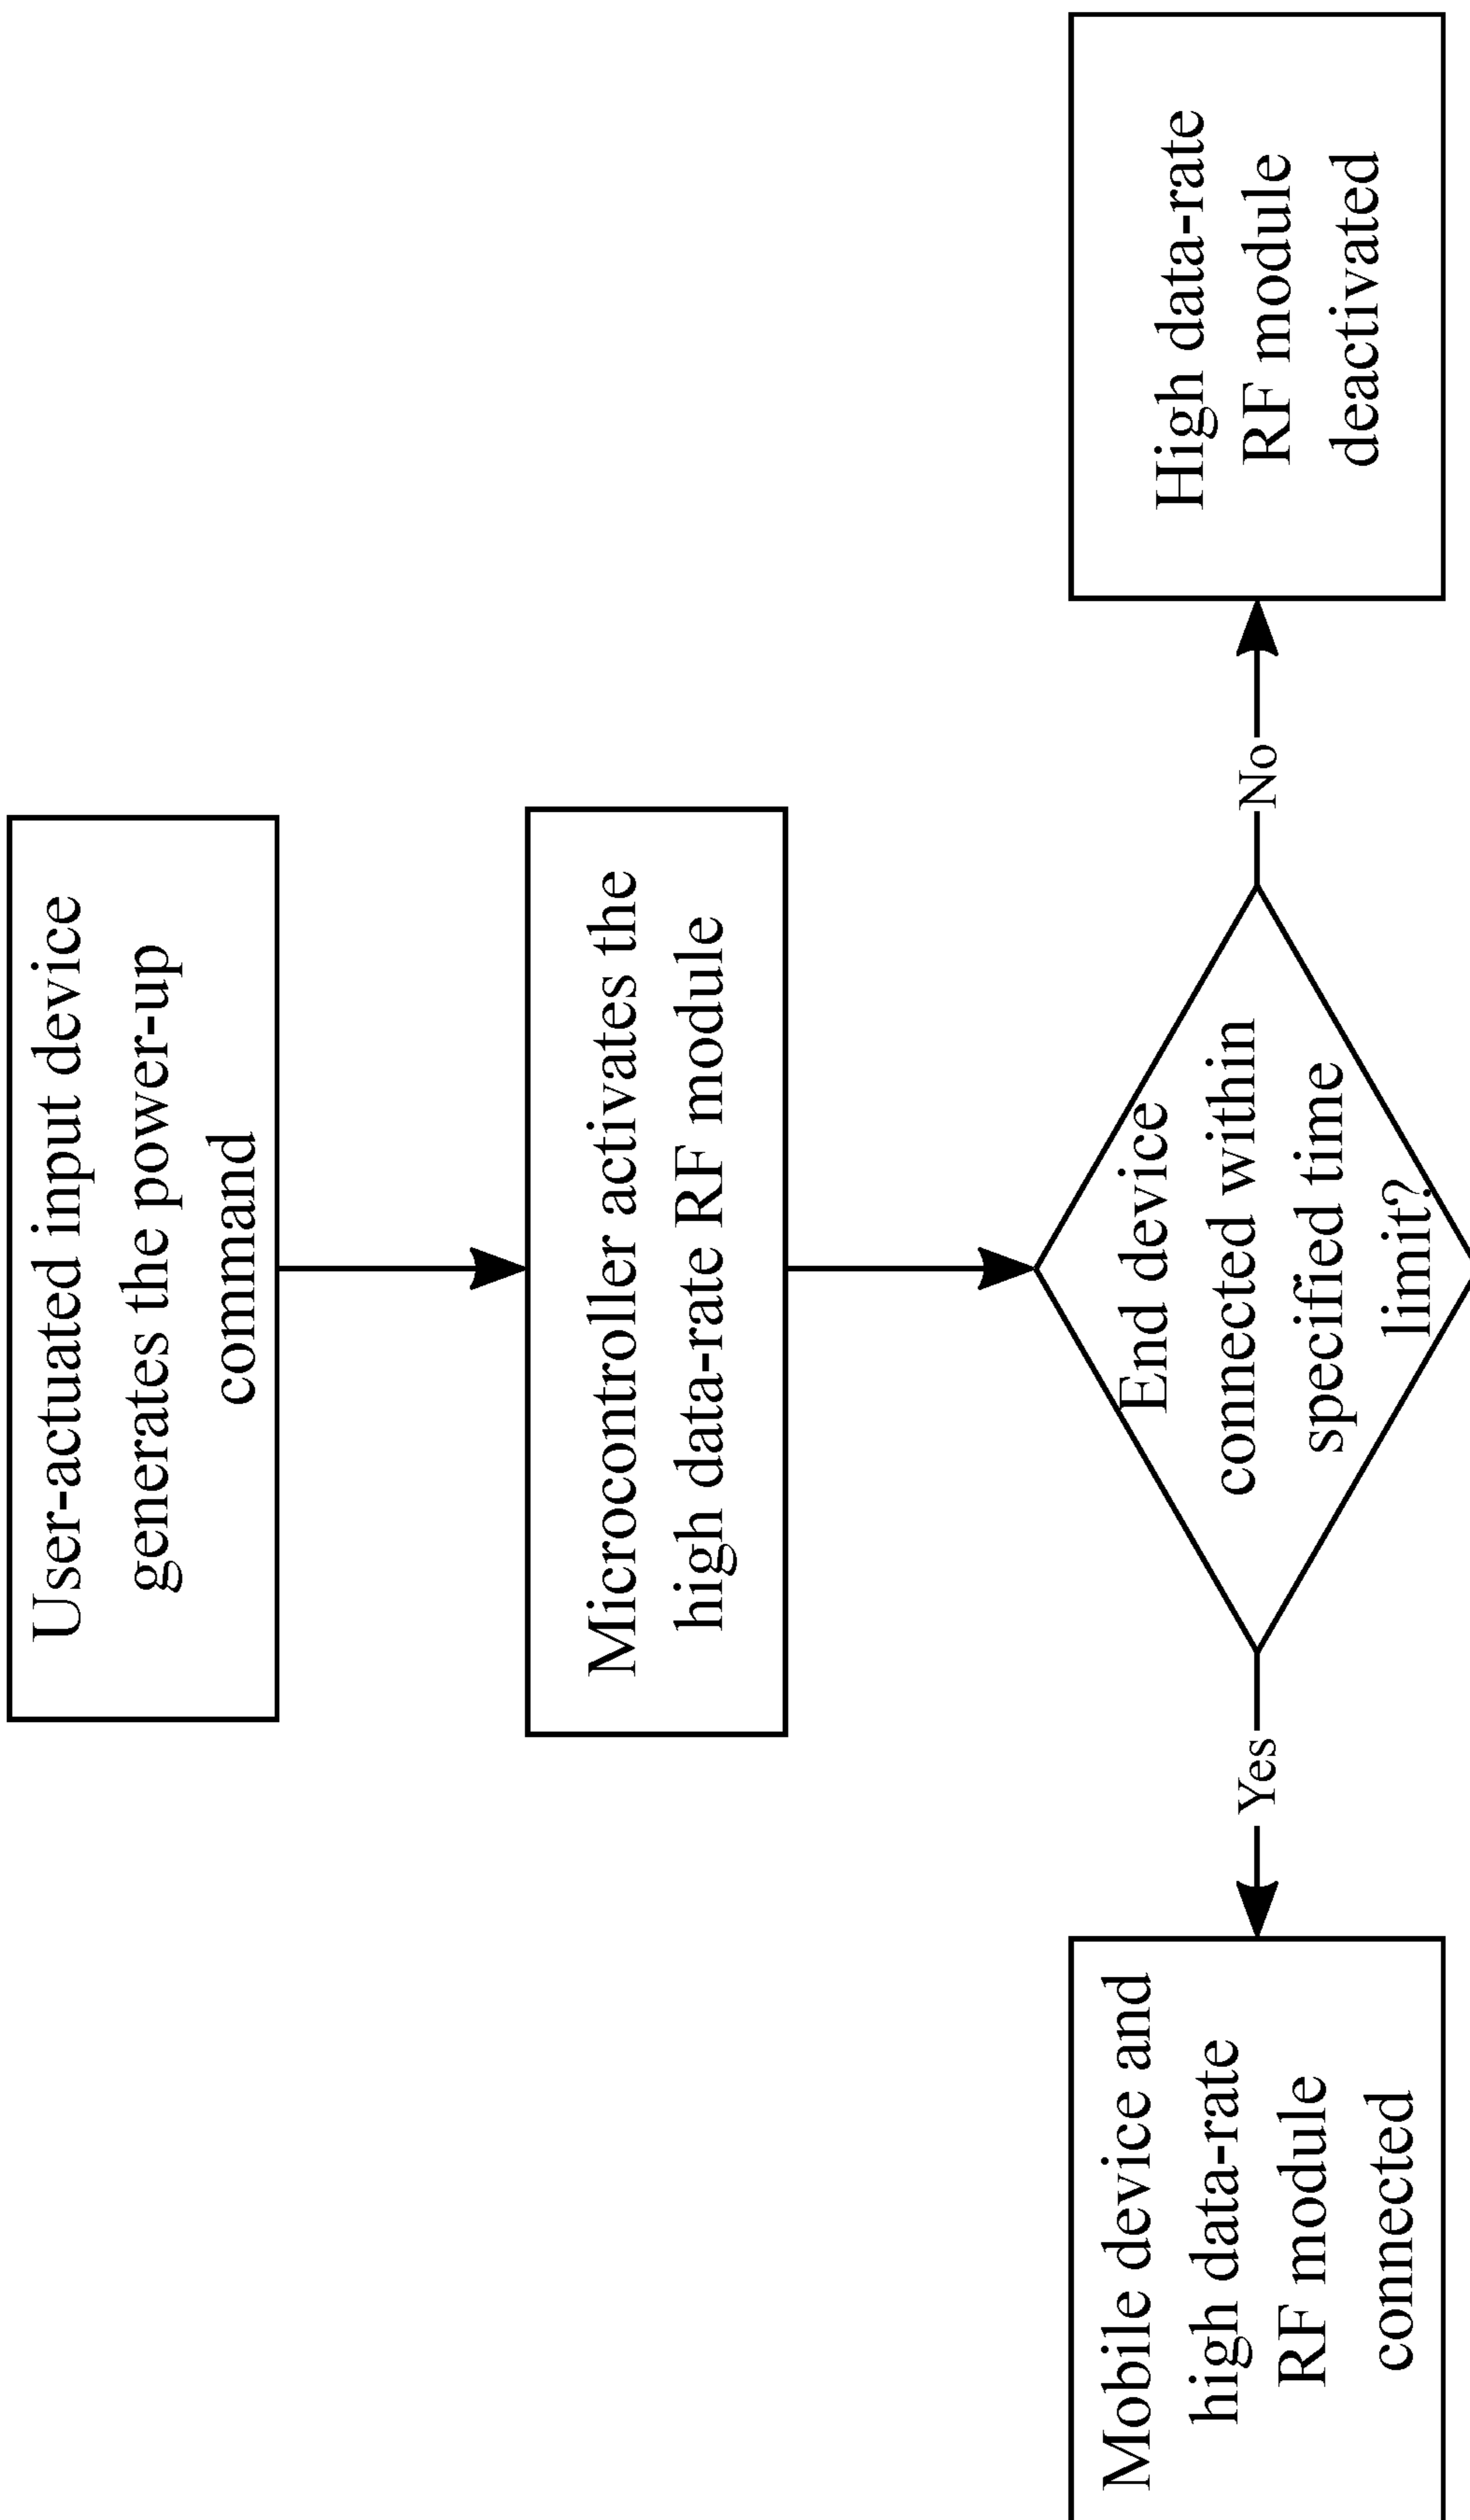 User-actuated input device
generates the power-up
command
Microcontroller activates the
high data-rate RF module
End device
connected within
specified time
limit?
Yes
No
Mobile device and
high data-rate
RF module
connected
High data-rate
RF module
deactivated